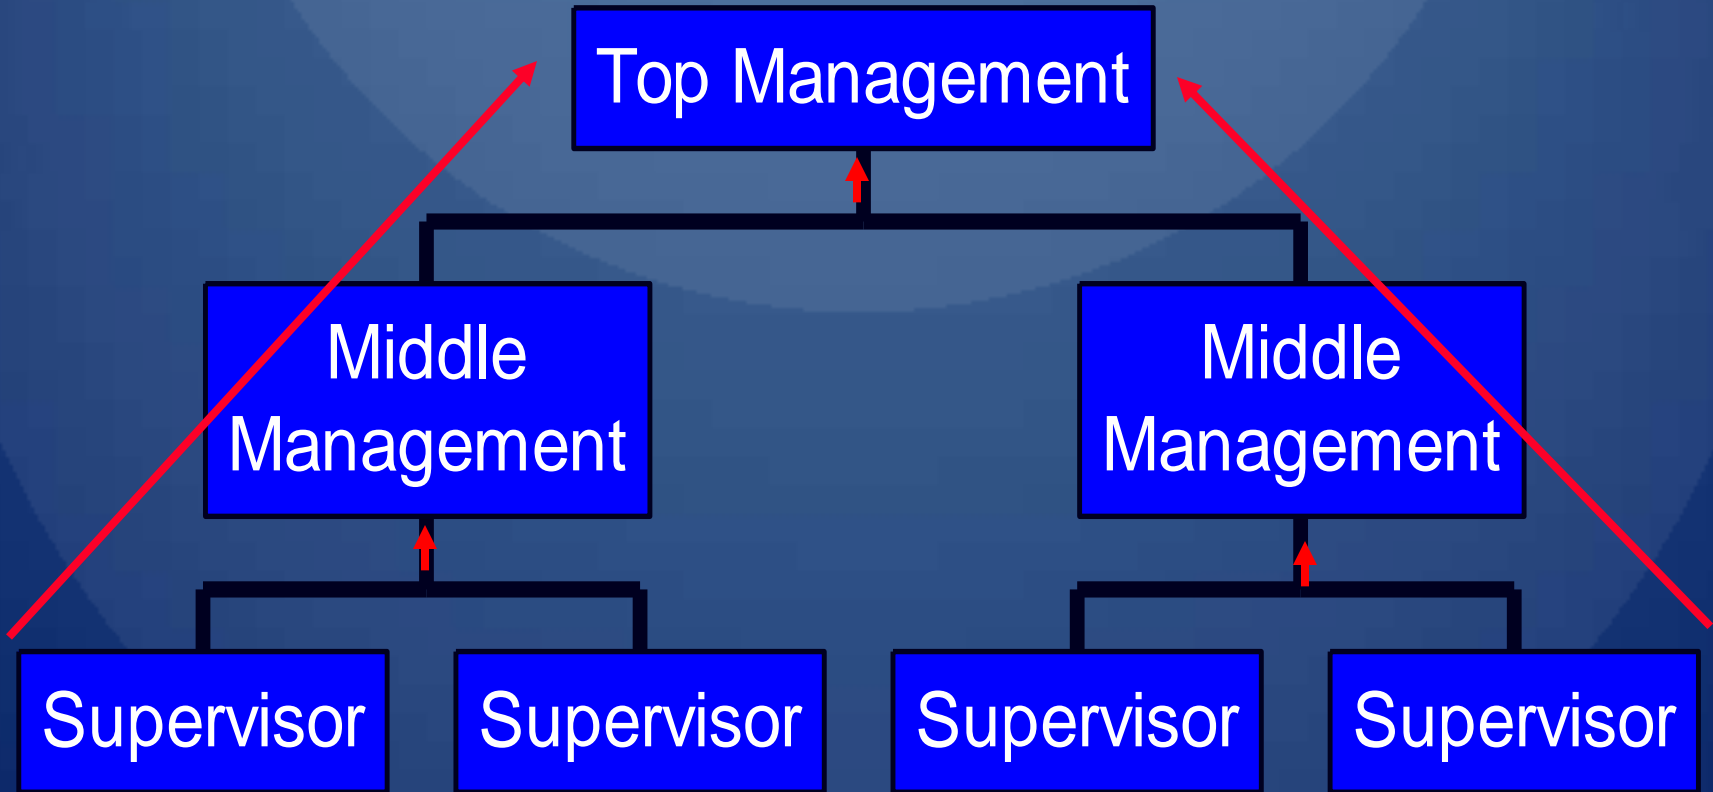 Top Management
Middle
Management
Middle
Management
Supervisor
Supervisor
Supervisor
Supervisor